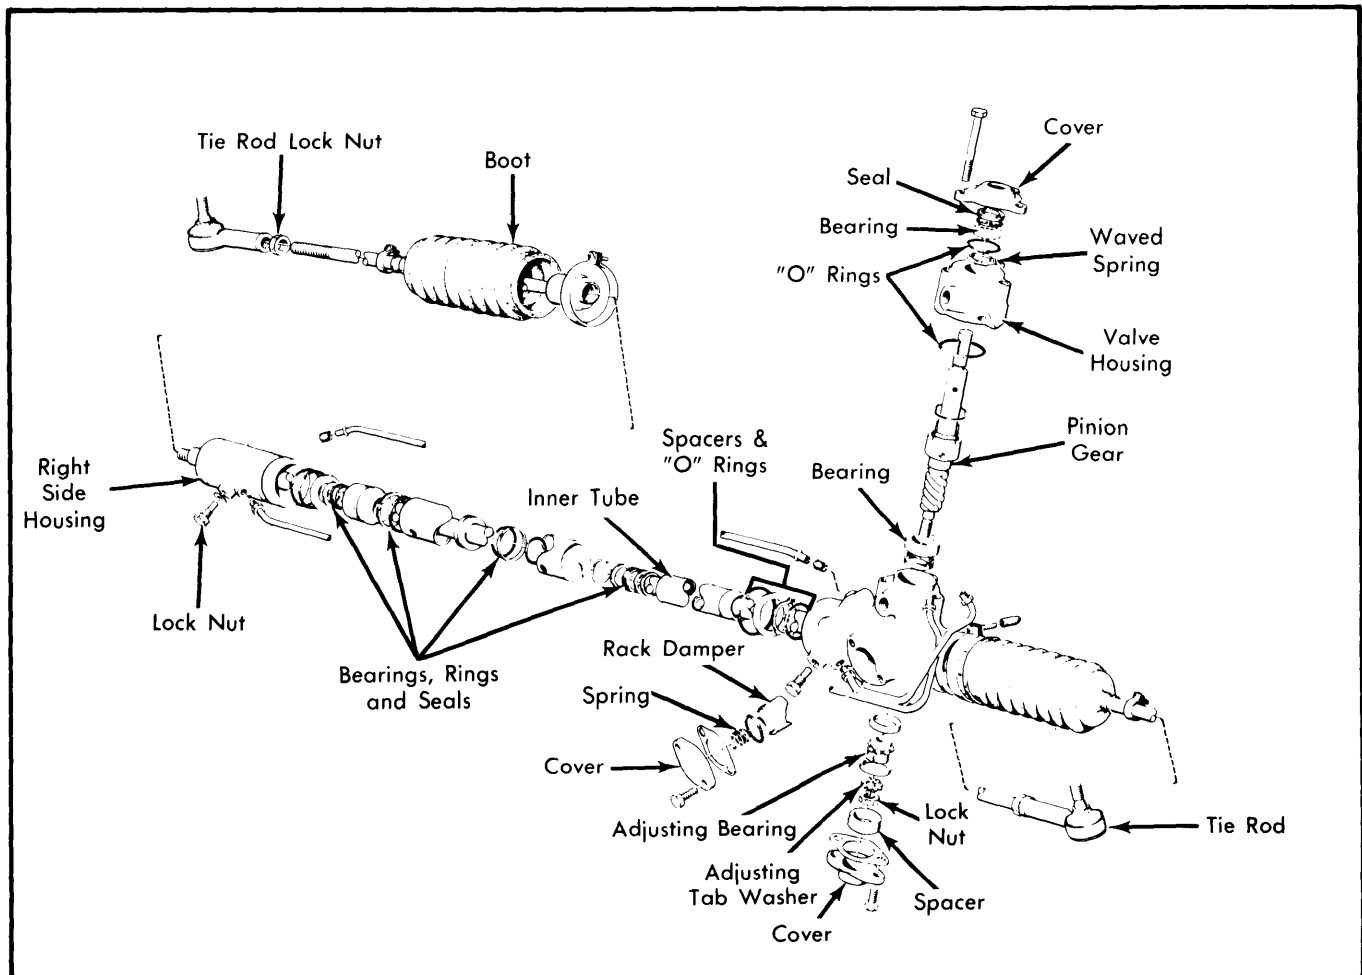 Tie Rod Lock Nut
Boot
Cover
Seal
Bearing
"O" Rings
Waved
Spring
Valve
Housing
Pinion
Gear
Spacers &
"O" Rings
Bearing
Inner Tube
Right
Side
Housing
Lock Nut
Bearings, Rings
and Seals
Rack Damper
Spring
Cover
Adjusting Bearing
Lock
Nut
Tie Rod
Adjusting
Tab Washer
Spacer
Cover